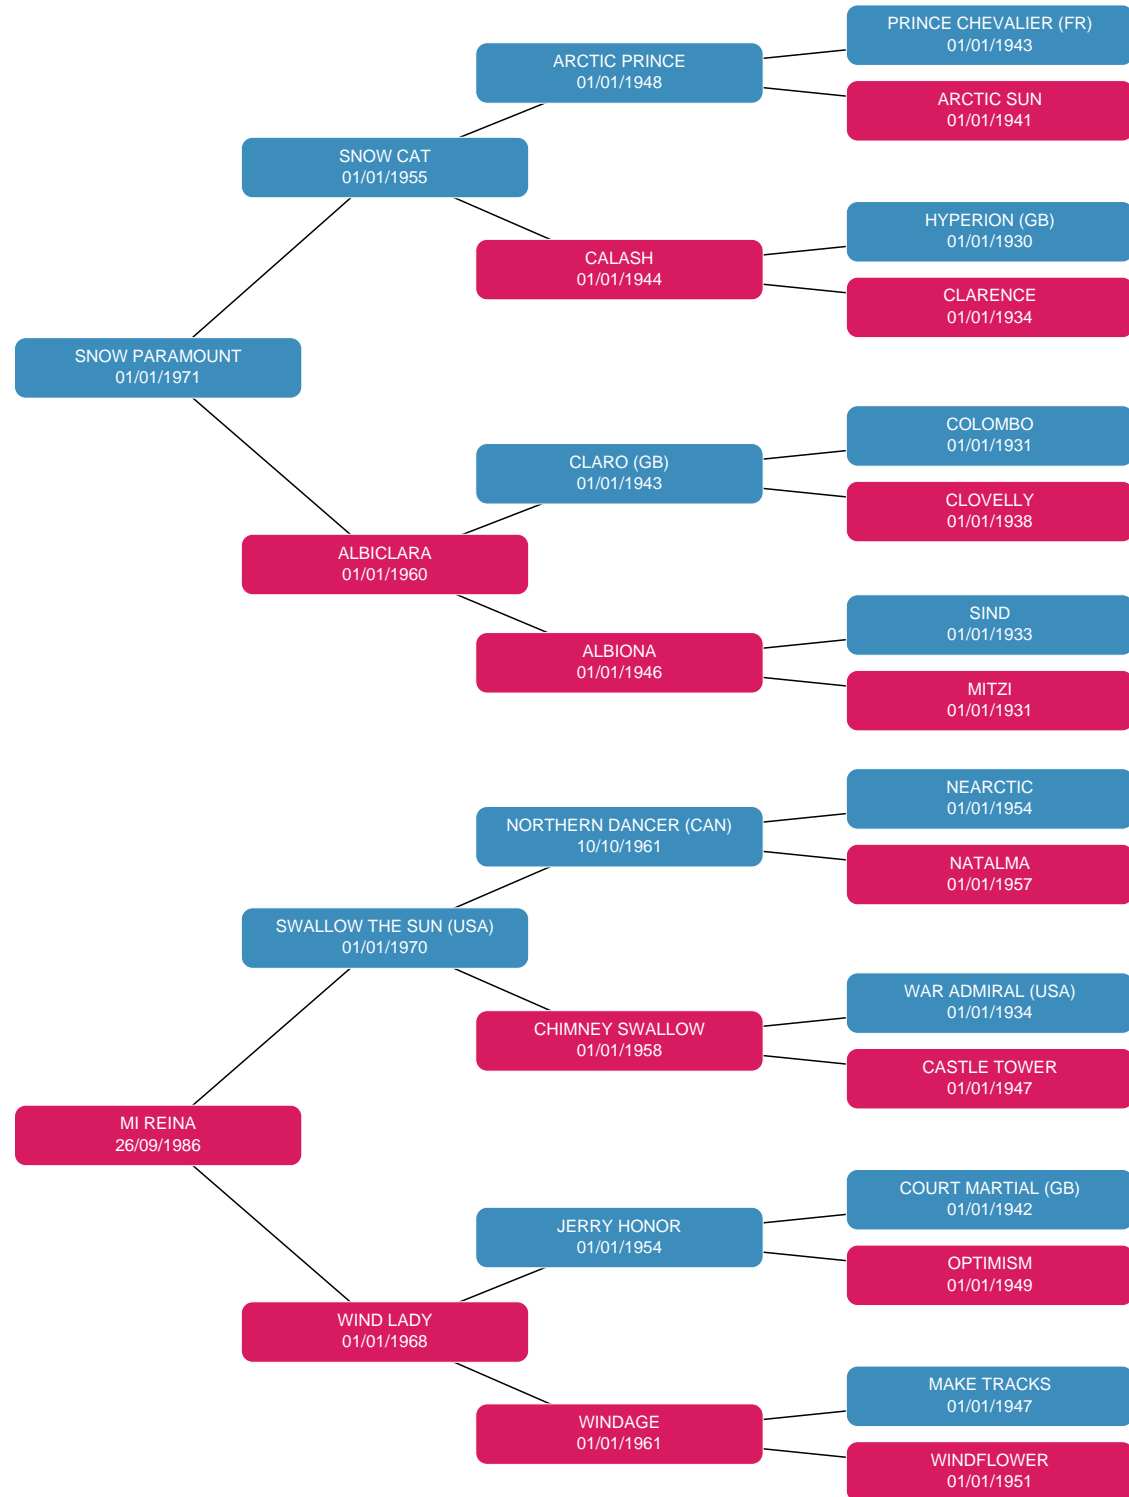 PRINCE CHEVALIER (FR)
01/01/1943
ARCTIC PRINCE
01/01/1948
ARCTIC SUN
01/01/1941
SNOW CAT
01/01/1955
HYPERION (GB)
01/01/1930
CALASH
01/01/1944
CLARENCE
01/01/1934
SNOW PARAMOUNT
01/01/1971
COLOMBO
01/01/1931
CLARO (GB)
01/01/1943
CLOVELLY
01/01/1938
ALBICLARA
01/01/1960
SIND
01/01/1933
ALBIONA
01/01/1946
MITZI
01/01/1931
NEARCTIC
01/01/1954
NORTHERN DANCER (CAN)
10/10/1961
NATALMA
01/01/1957
SWALLOW THE SUN (USA)
01/01/1970
WAR ADMIRAL (USA)
01/01/1934
CHIMNEY SWALLOW
01/01/1958
CASTLE TOWER
01/01/1947
MI REINA
26/09/1986
COURT MARTIAL (GB)
01/01/1942
JERRY HONOR
01/01/1954
OPTIMISM
01/01/1949
WIND LADY
01/01/1968
MAKE TRACKS
01/01/1947
WINDAGE
01/01/1961
WINDFLOWER
01/01/1951